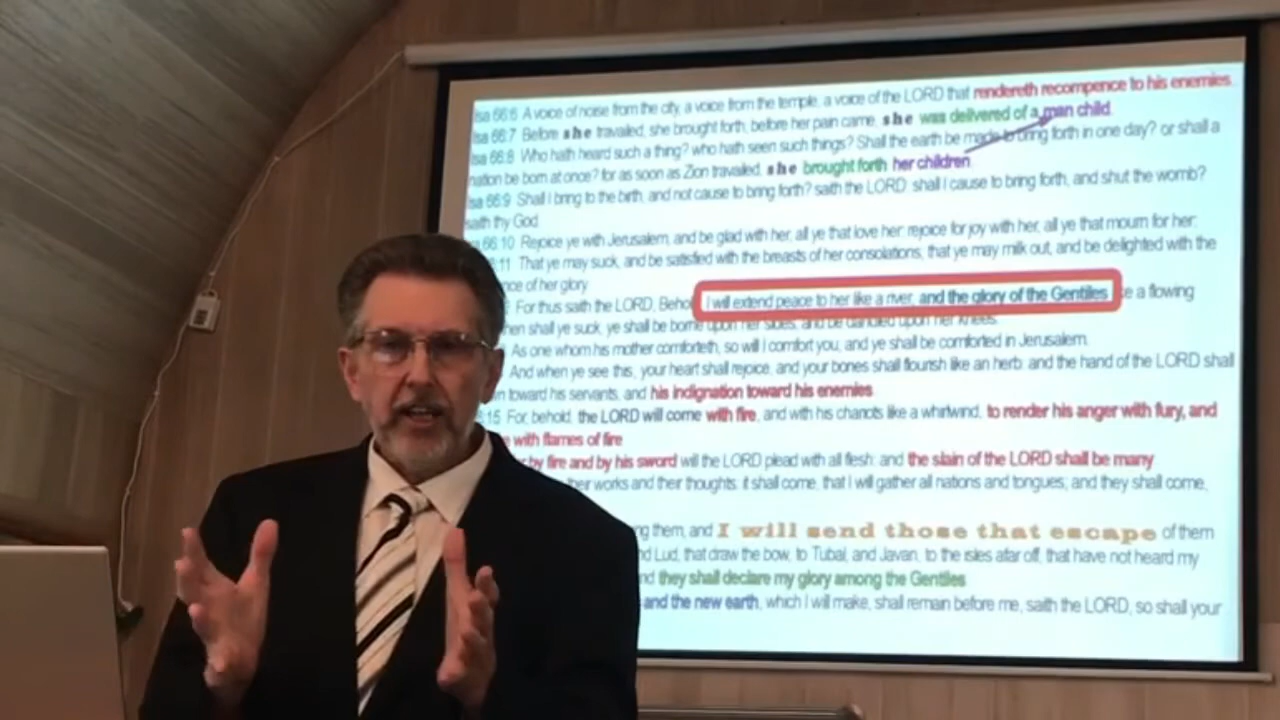 Isa 66:6 A voice of noise from the city, a voice from the temple, a voice of the LORD that rendereth recompence to his enemies.
Isa 66:7 Before she travailed, she brought forth; before her pain came, she was delivered of a man child.
Isa 66:8 Who hath heard such a thing? who hath seen such things? Shall the earth be made to bring forth in one day? or shall a
nation be born at once? for as soon as Zion travailed, she brought forth her children.
Isa 66:9 Shall I bring to the birth, and not cause to bring forth? saith the LORD: shall I cause to bring forth, and shut the womb?
saith thy God.
66:10 Rejoice ye with Jerusalem, and be glad with her, all ye that love her: rejoice for joy with her, all ye that mourn for her:
:11 That ye may suck, and be satisfied with the breasts of her consolations; that ye may milk out, and be delighted with the
nce of her glory.
For thus saith the LORD, Behol I will extend peace to her like a river, and the glory of the Gentiles ke a flowing
hen shall ye suck, ye shall be borne upon her sides, and be dandled upon her knees.
As one whom his mother comforteth, so will I comfort you; and ye shall be comforted in Jerusalem.
And when ye see this, your heart shall rejoice, and your bones shall flourish like an herb: and the hand of the LORD shall
n toward his servants, and his indignation toward his enemies
:15 For, behold, the LORD will come with fire, and with his chariots like a whirlwind, to render his anger with fury, and
e with flames of fire
r by fire and by his sword will the LORD plead with all flesh: and the slain of the LORD shall be many
heir works and their thoughts: it shall come, that I will gather all nations and tongues; and they shall come,
ng them, and I will send those that escape of them
nd Lud, that draw the bow, to Tubal, and Javan, to the isles afar off, that have not heard my
nd they shall declare my glory among the Gentiles
and the new earth, which I will make, shall remain before me, saith the LORD, so shall your